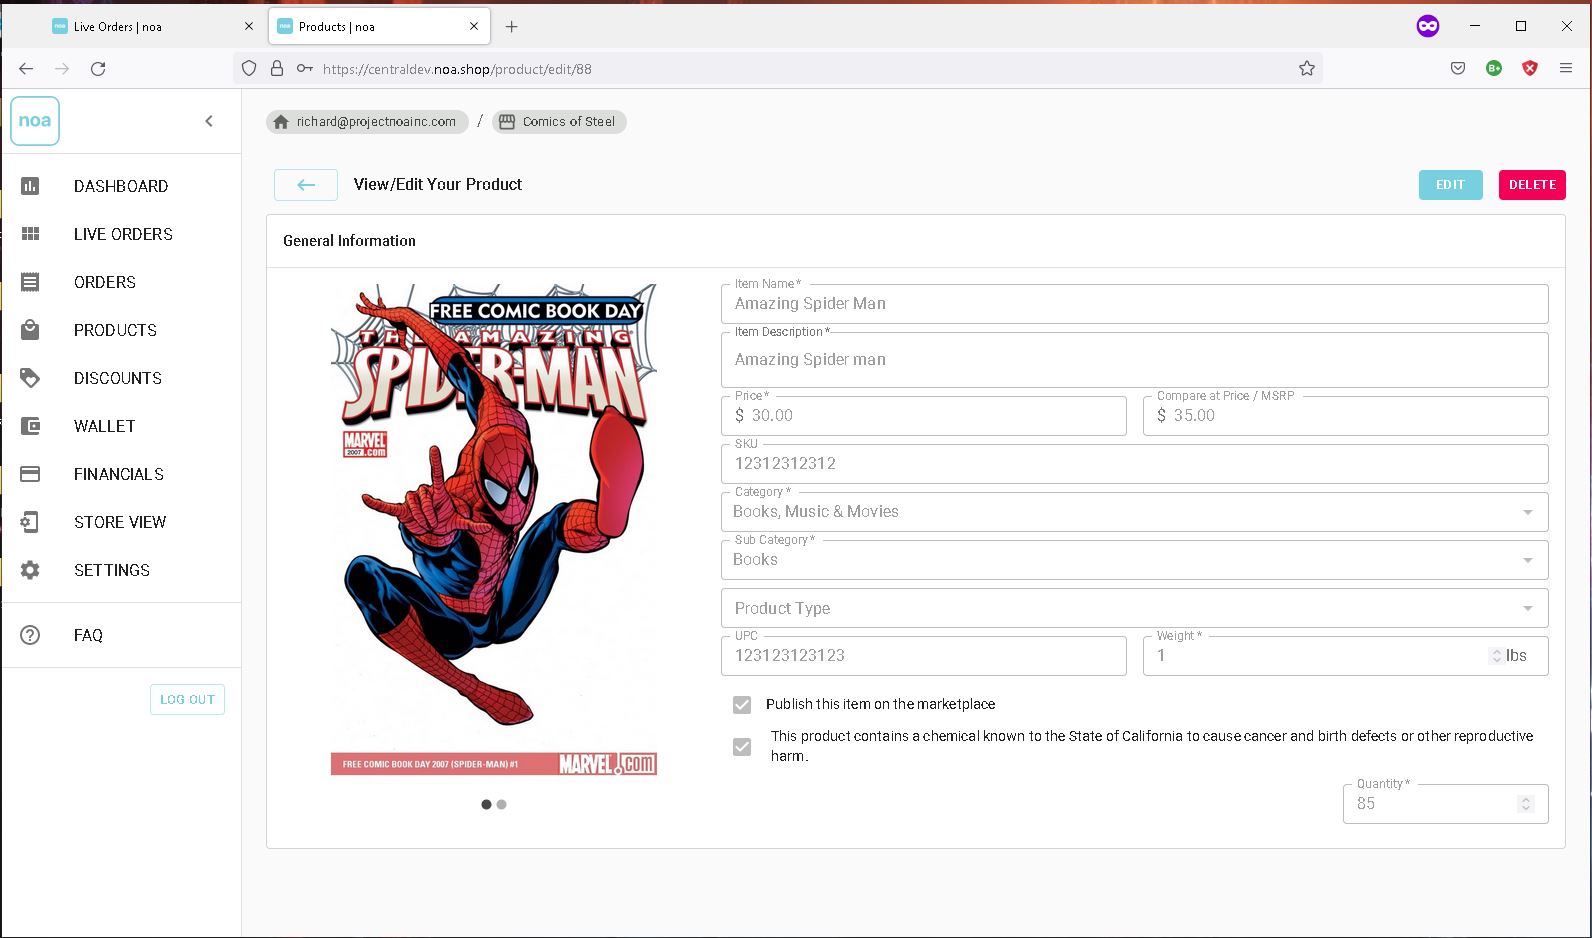 noa Live Orders | noa
noa Products | noa
https://centraldev.noa.shop/product/edit/88
B+
noa
richard@projectnoainc.com / Comics of Steel
DASHBOARD
LIVE ORDERS
ORDERS
PRODUCTS
DISCOUNTS
WALLET
FINANCIALS
STORE VIEW
SETTINGS
FAQ
LOG OUT
View/Edit Your Product
EDIT
DELETE
General Information
FREE COMIC BOOK DAY
THE AMAZING
SPIDER-MAN
MARVEL
2007 .com
FREE COMIC BOOK DAY 2007 (SPIDER-MAN) #1
MARVEL.com
Item Name*
Amazing Spider Man
Item Description*
Amazing Spider man
Price*
$ 30.00
Compare at Price / MSRP
$ 35.00
SKU
12312312312
Category*
Books, Music & Movies
Sub Category*
Books
Product Type
UPC
123123123123
Weight*
1 lbs
Publish this item on the marketplace
This product contains a chemical known to the State of California to cause cancer and birth defects or other reproductive
harm.
Quantity*
85